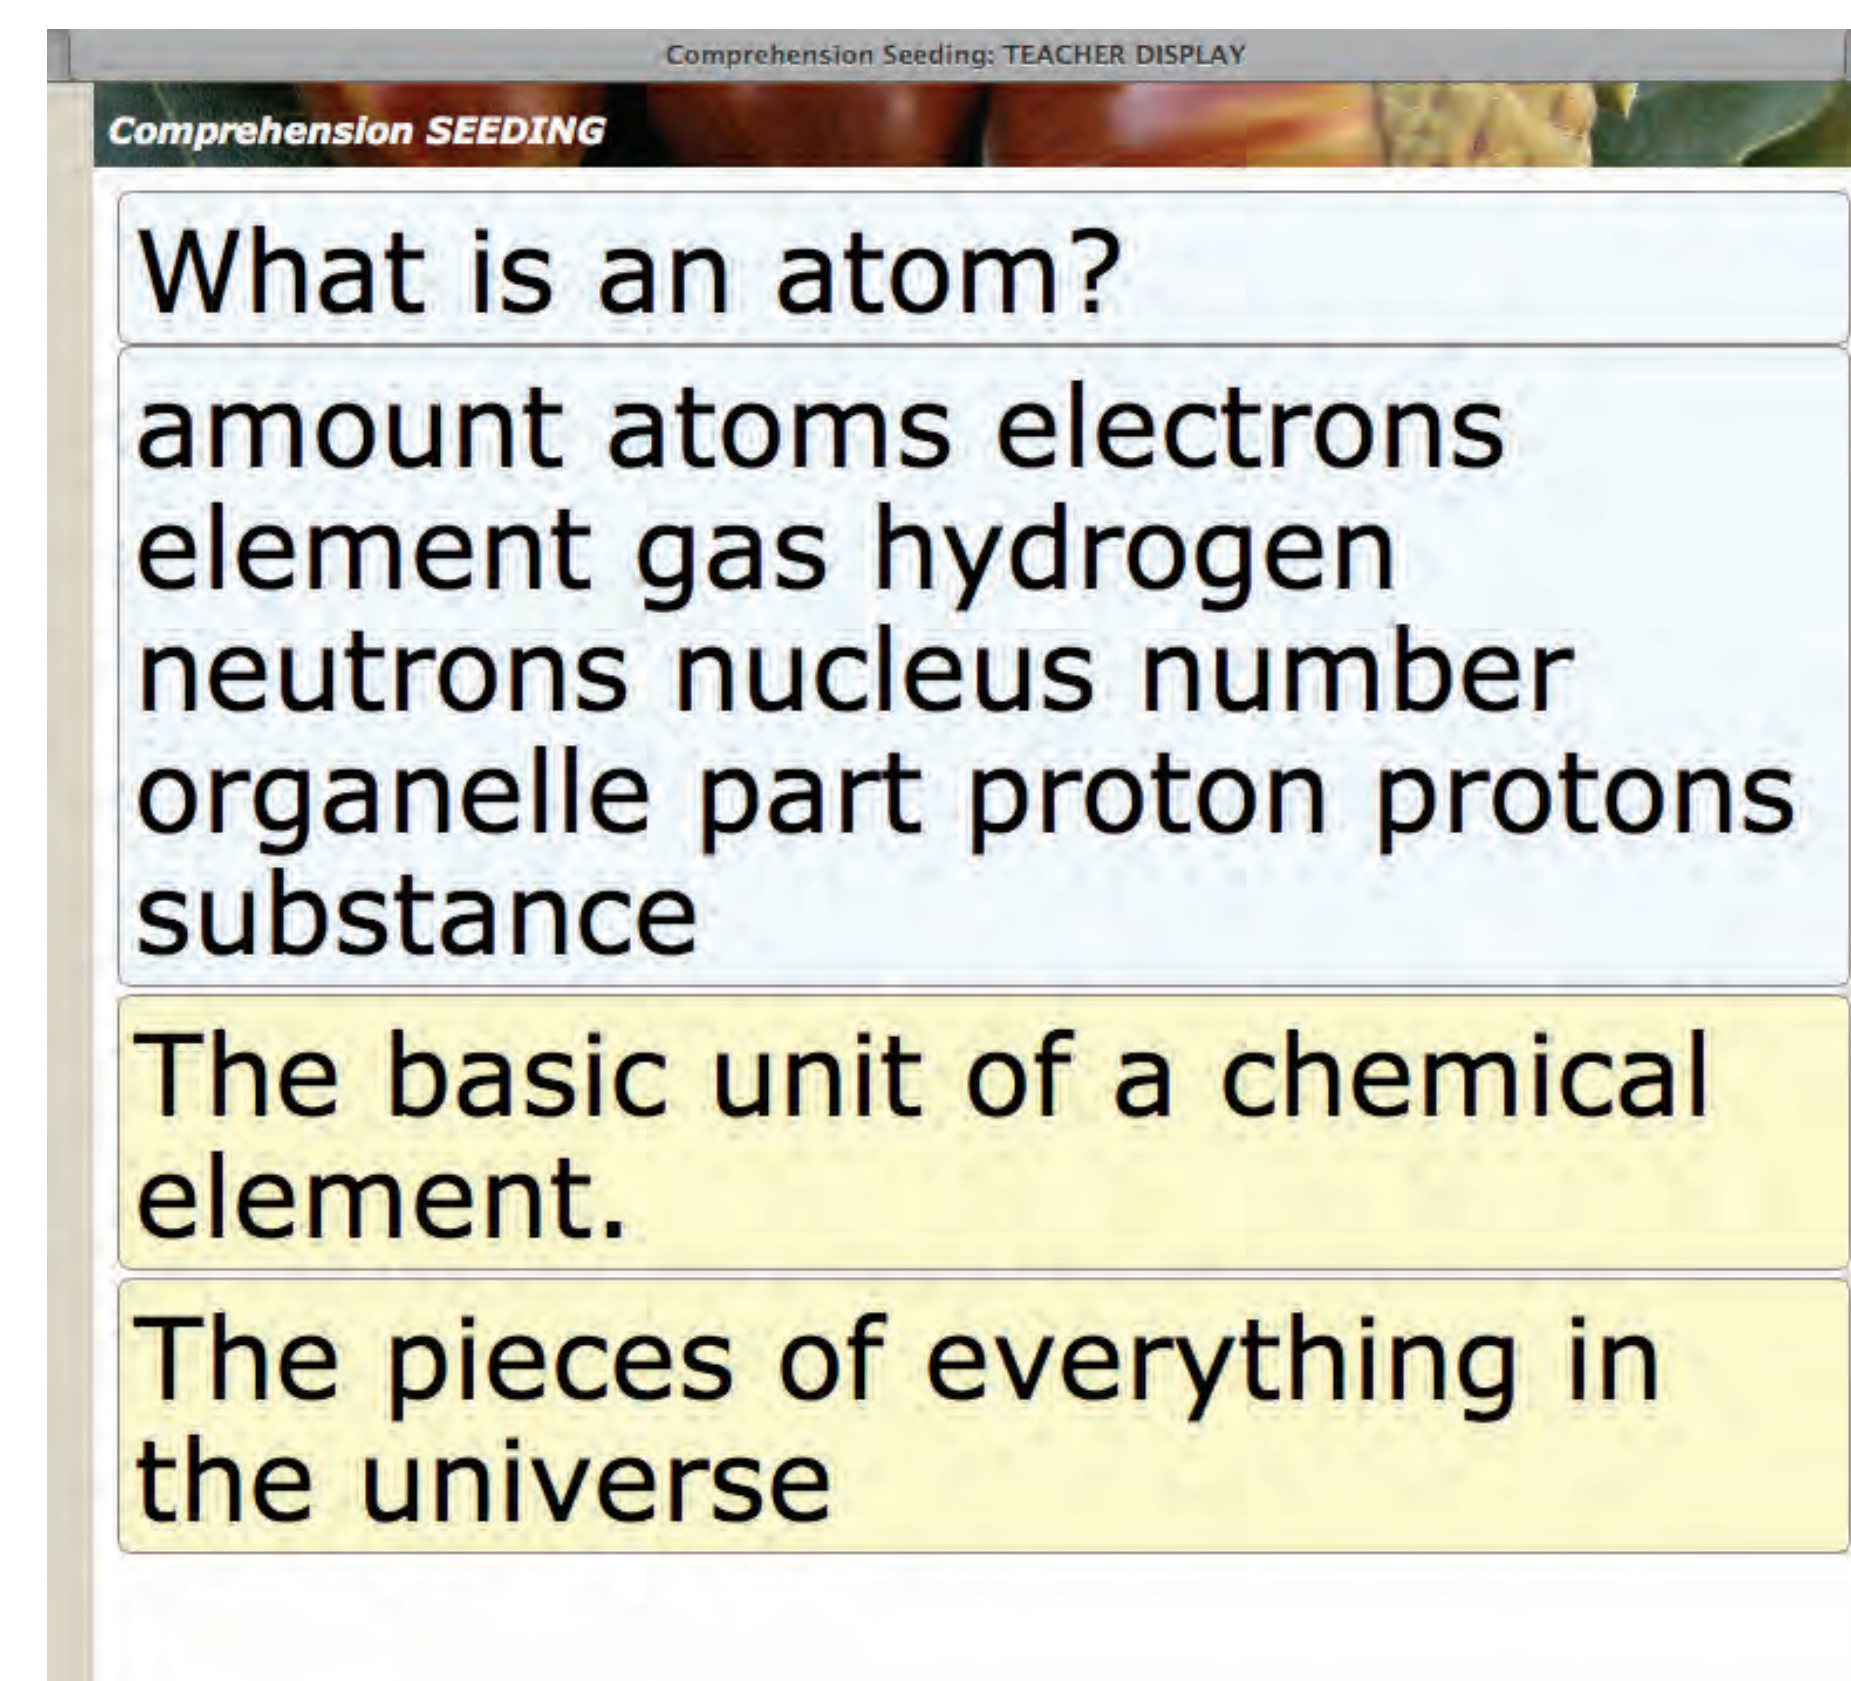 Comprehension Seeding: TEACHER DISPLAY
Comprehension SEEDING
What is an atom?
amount atoms electrons
element gas hydrogen
neutrons nucleus number
organelle part proton protons
substance
The basic unit of a chemical
element.
The pieces of everything in
the universe